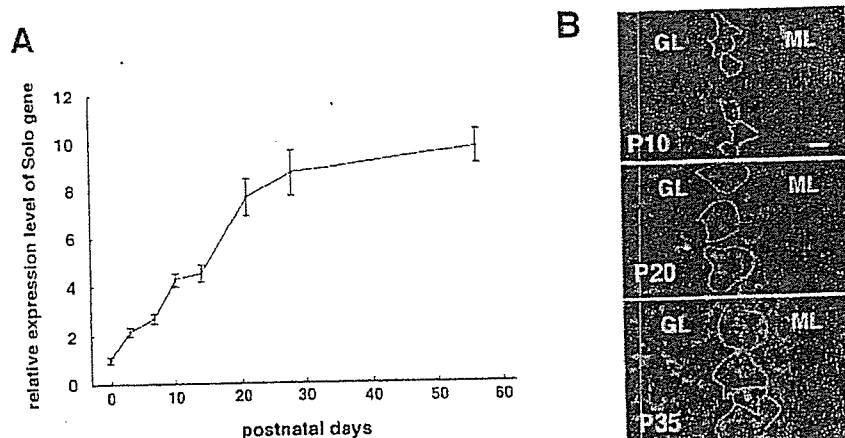 A
relative expression level of Solo gene
12
10
8
6
4
2
0
0 10 20 30 40 50 60
postnatal days
B
GL ML
P10
GL ML
P20
GL ML
P35